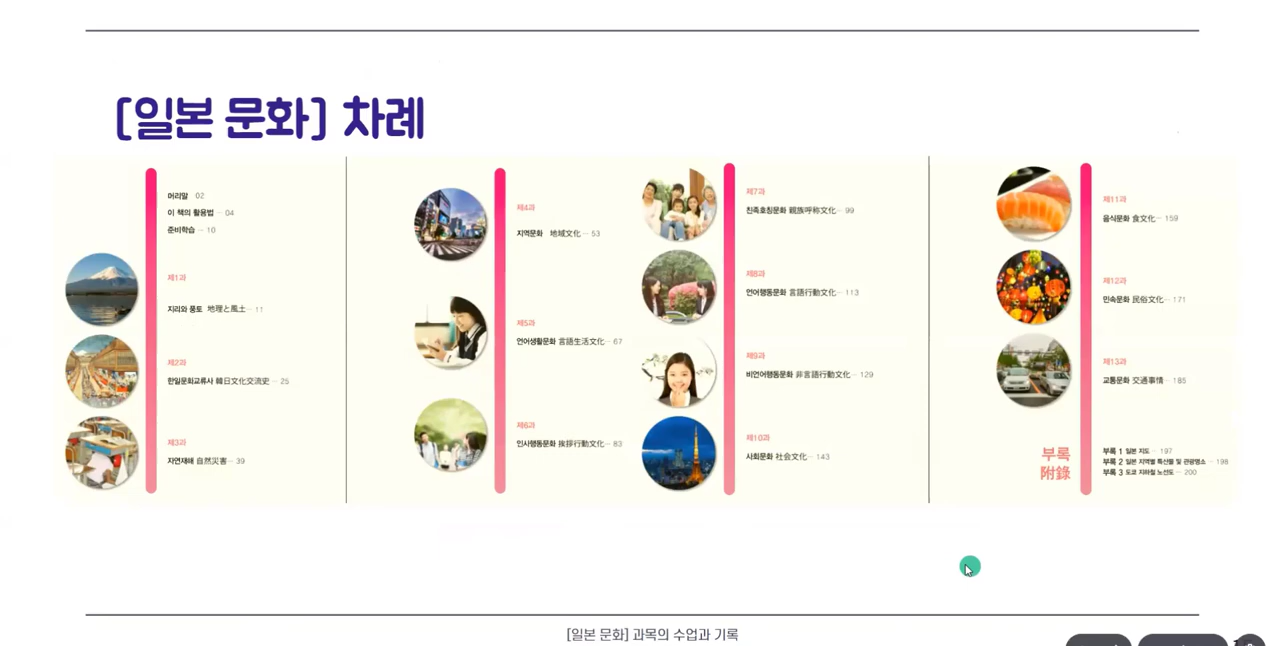 [일본 문화] 차례
머리말 02
이 책의 활용법 ··· 04
준비학습 ··· 10
제1과
지리와 풍토 地理と風土 ··· 11
제2과
한일문화교류사 韓日文化交流史 ··· 25
제3과
자연재해 自然災害 ··· 39
제4과
지역문화 地域文化 ··· 53
제5과
언어생활문화 言語生活文化 ··· 67
제6과
인사행동문화 挨拶行動文化 ··· 83
제7과
친족호칭문화 親族呼称文化 ··· 99
제8과
언어행동문화 言語行動文化 ··· 113
제9과
비언어행동문화 非言語行動文化 ··· 129
제10과
사회문화 社会文化 ··· 143
제11과
음식문화 食文化 ··· 159
제12과
민속문화 民俗文化 ··· 171
제13과
교통문화 交通事情 ··· 185
부록
附錄
부록 1 일본 지도 ··· 197
부록 2 일본 지역별 특산물 및 관광명소 ··· 198
부록 3 도쿄 지하철 노선도 ··· 200
[일본 문화] 과목의 수업과 기록